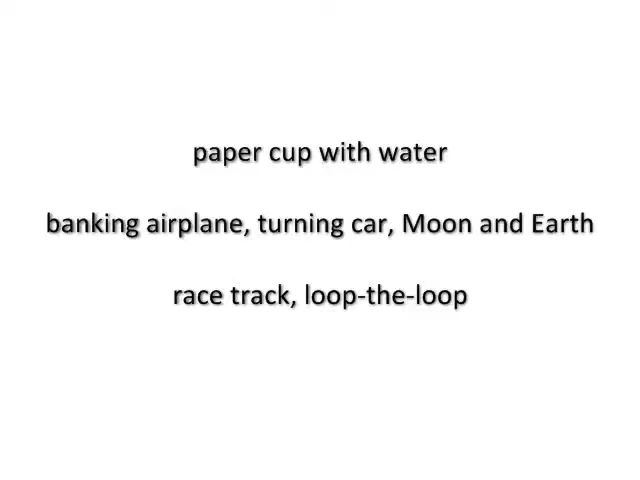 paper cup with water
banking airplane, turning car, Moon and Earth
race track, loop-the-loop